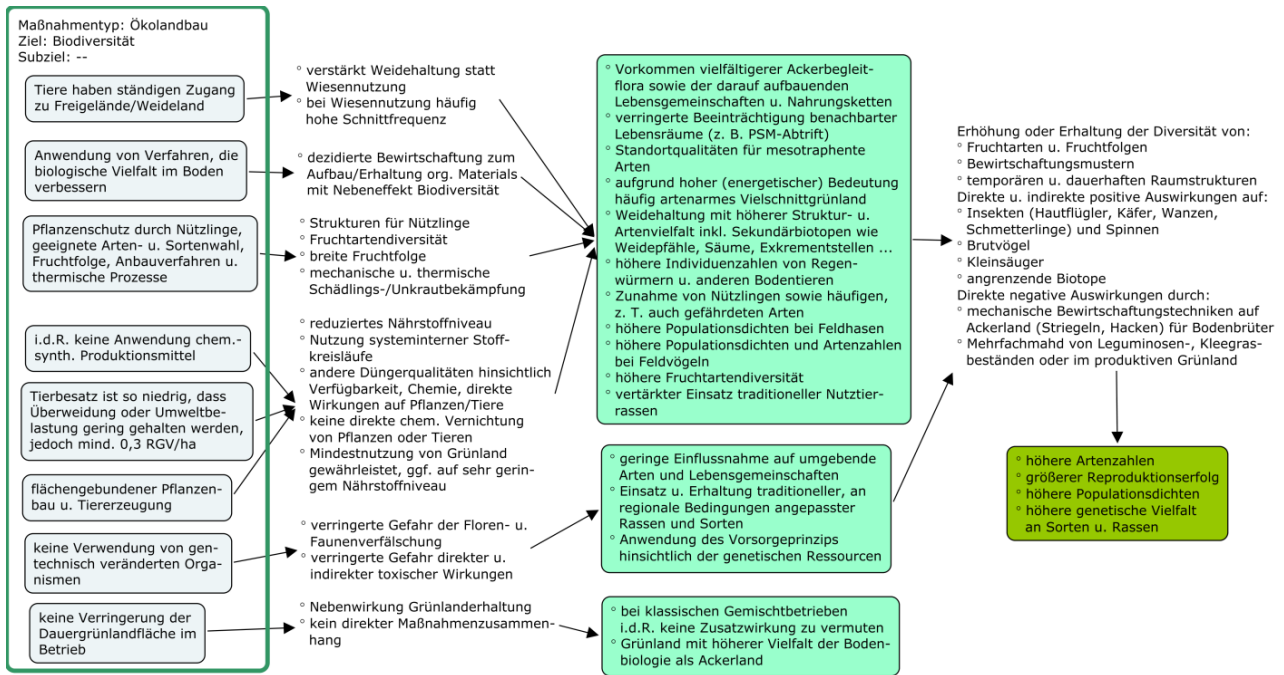 Maßnahmentyp: Ökolandbau
Ziel: Biodiversität
Subziel: --
Tiere haben ständigen Zugang
zu Freigelände/Weideland
Anwendung von Verfahren, die
biologische Vielfalt im Boden
verbessern
Pflanzenschutz durch Nützlinge,
geeignete Arten- u. Sortenwahl,
Fruchtfolge, Anbauverfahren u.
thermische Prozesse
i.d.R. keine Anwendung chem.-
synth. Produktionsmittel
Tierbesatz ist so niedrig, dass
Überweidung oder Umweltbe-
lastung gering gehalten werden,
jedoch mind. 0,3 RGV/ha
flächengebundener Pflanzen-
bau u. Tiererzeugung
keine Verwendung von gen-
technisch veränderten Orga-
nismen
keine Verringerung der
Dauergrünlandfläche im
Betrieb
° verstärkt Weidehaltung statt
Wiesennutzung
° bei Wiesennutzung häufig
hohe Schnittfrequenz
° dezidierte Bewirtschaftung zum
Aufbau/Erhaltung org. Materials
mit Nebeneffekt Biodiversität
° Strukturen für Nützlinge
° Fruchtartendiversität
° breite Fruchtfolge
° mechanische u. thermische
Schädlings-/Unkrautbekämpfung
° reduziertes Nährstoffniveau
° Nutzung systeminterner Stoff-
kreisläufe
° andere Düngerqualitäten hinsichtlich
Verfügbarkeit, Chemie, direkte
Wirkungen auf Pflanzen/Tiere
° keine direkte chem. Vernichtung
von Pflanzen oder Tieren
° Mindestnutzung von Grünland
gewährleistet, ggf. auf sehr gerin-
gem Nährstoffniveau
° verringerte Gefahr der Floren- u.
Faunenverfälschung
° verringerte Gefahr direkter u.
indirekter toxischer Wirkungen
° Nebenwirkung Grünlanderhaltung
° kein direkter Maßnahmenzusammen-
hang
° Vorkommen vielfältigerer Ackerbegleit-
flora sowie der darauf aufbauenden
Lebensgemeinschaften u. Nahrungsketten
° verringerte Beeinträchtigung benachbarter
Lebensräume (z. B. PSM-Abtrift)
° Standortqualitäten für mesotraphente
Arten
° aufgrund hoher (energetischer) Bedeutung
häufig artenarmes Vielschnittgrünland
° Weidehaltung mit höherer Struktur- u.
Artenvielfalt inkl. Sekundärbiotopen wie
Weidepfähle, Säume, Exkrementstellen ...
° höhere Individuenzahlen von Regen-
würmern u. anderen Bodentieren
° Zunahme von Nützlingen sowie häufigen,
z. T. auch gefährdeten Arten
° höhere Populationsdichten bei Feldhasen
° höhere Populationsdichten und Artenzahlen
bei Feldvögeln
° höhere Fruchtartendiversität
° vertärkter Einsatz traditioneller Nutztier-
rassen
° geringe Einflussnahme auf umgebende
Arten und Lebensgemeinschaften
° Einsatz u. Erhaltung traditioneller, an
regionale Bedingungen angepasster
Rassen und Sorten
° Anwendung des Vorsorgeprinzips
hinsichtlich der genetischen Ressourcen
° bei klassischen Gemischtbetrieben
i.d.R. keine Zusatzwirkung zu vermuten
° Grünland mit höherer Vielfalt der Boden-
biologie als Ackerland
Erhöhung oder Erhaltung der Diversität von:
° Fruchtarten u. Fruchtfolgen
° Bewirtschaftungsmustern
° temporären u. dauerhaften Raumstrukturen
Direkte u. indirekte positive Auswirkungen auf:
° Insekten (Hautflügler, Käfer, Wanzen,
Schmetterlinge) und Spinnen
° Brutvögel
° Kleinsäuger
° angrenzende Biotope
Direkte negative Auswirkungen durch:
° mechanische Bewirtschaftungstechniken auf
Ackerland (Striegeln, Hacken) für Bodenbrüter
° Mehrfachmahd von Leguminosen-, Kleegras-
beständen oder im produktiven Grünland
° höhere Artenzahlen
° größerer Reproduktionserfolg
° höhere Populationsdichten
° höhere genetische Vielfalt
an Sorten u. Rassen